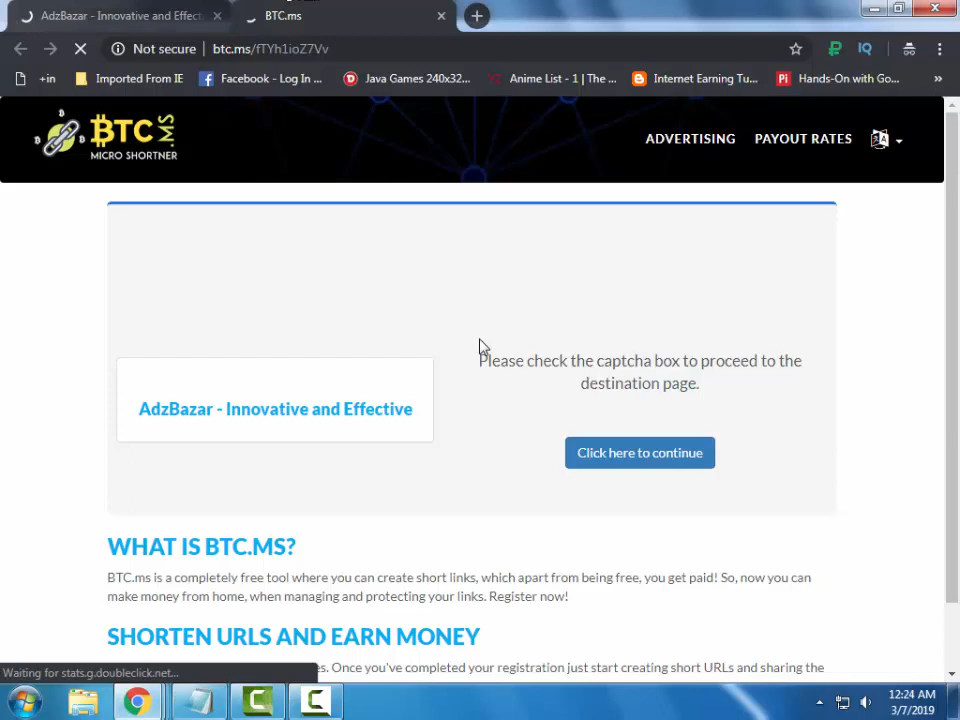 AdzBazar - Innovative and Effect
BTC.ms
Not secure | btc.ms/fTYh1ioZ7Vv
+in
Imported From IE
Facebook - Log In ...
Java Games 240x32...
Anime List - 1 | The ...
Internet Earning Tu...
Hands-On with Go...
»
BTC.MS
MICRO SHORTNER
ADVERTISING
PAYOUT RATES
Please check the captcha box to proceed to the
destination page.
AdzBazar - Innovative and Effective
Click here to continue
WHAT IS BTC.MS?
BTC.ms is a completely free tool where you can create short links, which apart from being free, you get paid! So, now you can
make money from home, when managing and protecting your links. Register now!
SHORTEN URLS AND EARN MONEY
es. Once you've completed your registration just start creating short URLs and sharing the
Waiting for stats.g.doubleclick.net...
12:24 AM
3/7/2019